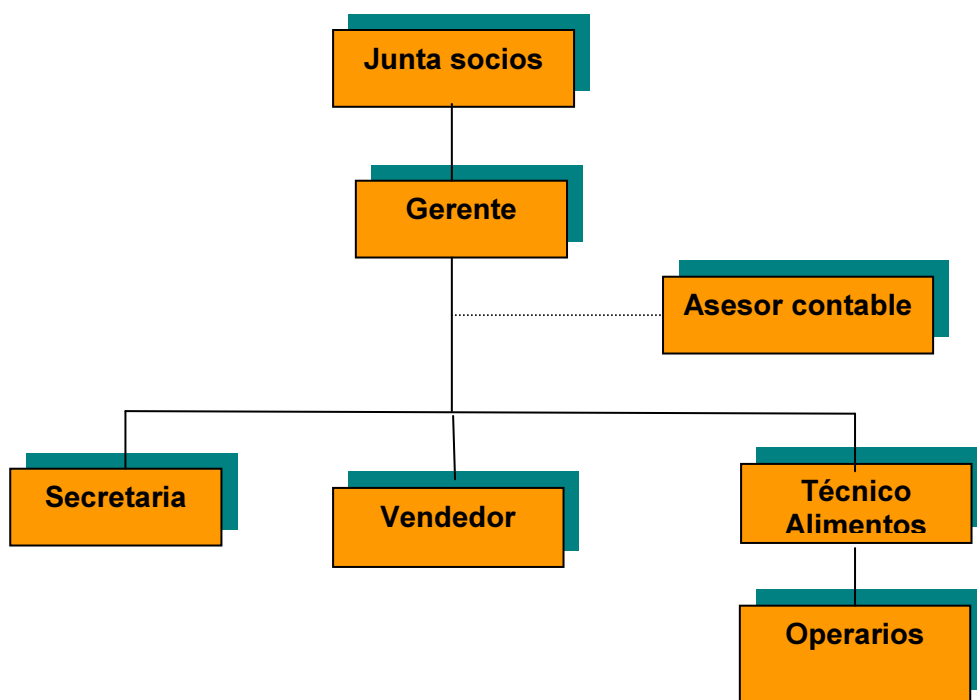 Junta socios
Gerente
Asesor contable
Secretaria
Vendedor
Técnico
Alimentos
Operarios